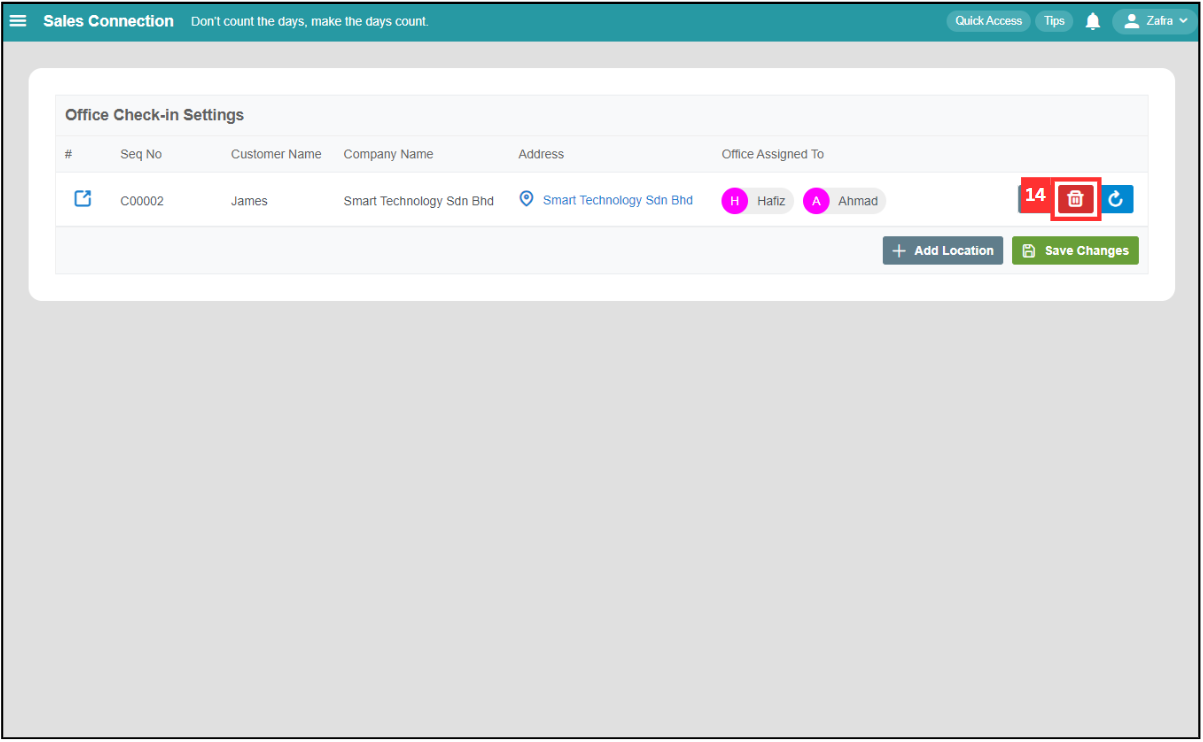 Sales Connection Don't count the days, make the days count. Quick Access Tips Zafra
Office Check-in Settings
# Seq No Customer Name Company Name Address Office Assigned To
C00002 James Smart Technology Sdn Bhd Smart Technology Sdn Bhd H Hafiz A Ahmad 14
+ Add Location Save Changes